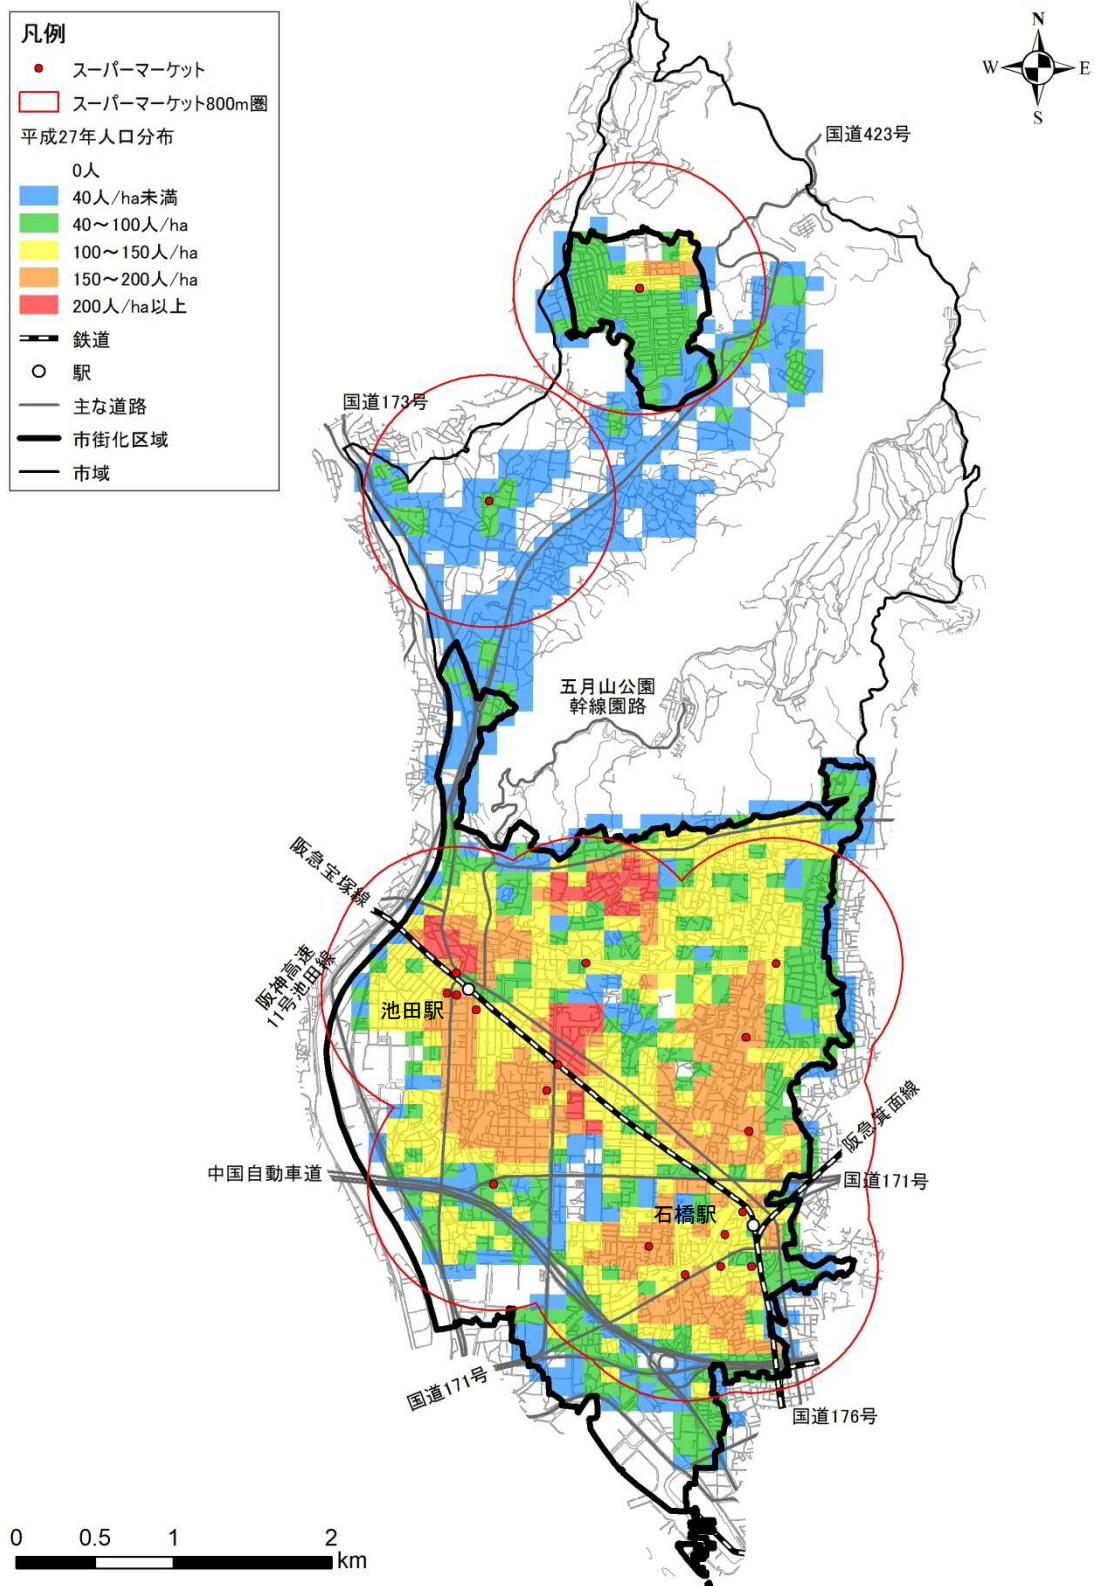 凡例
スーパーマーケット
スーパーマーケット800m圏
平成27年人口分布
0人
40人/ha未満
40～100人/ha
100～150人/ha
150～200人/ha
200人/ha以上
鉄道
駅
主な道路
市街化区域
市域
N
W
E
S
国道423号
国道173号
五月山公園
幹線園路
阪急宝塚線
阪神高速
11号池田線
池田駅
阪急箕面線
中国自動車道
国道171号
石橋駅
国道171号
国道176号
0
0.5
1
2
km